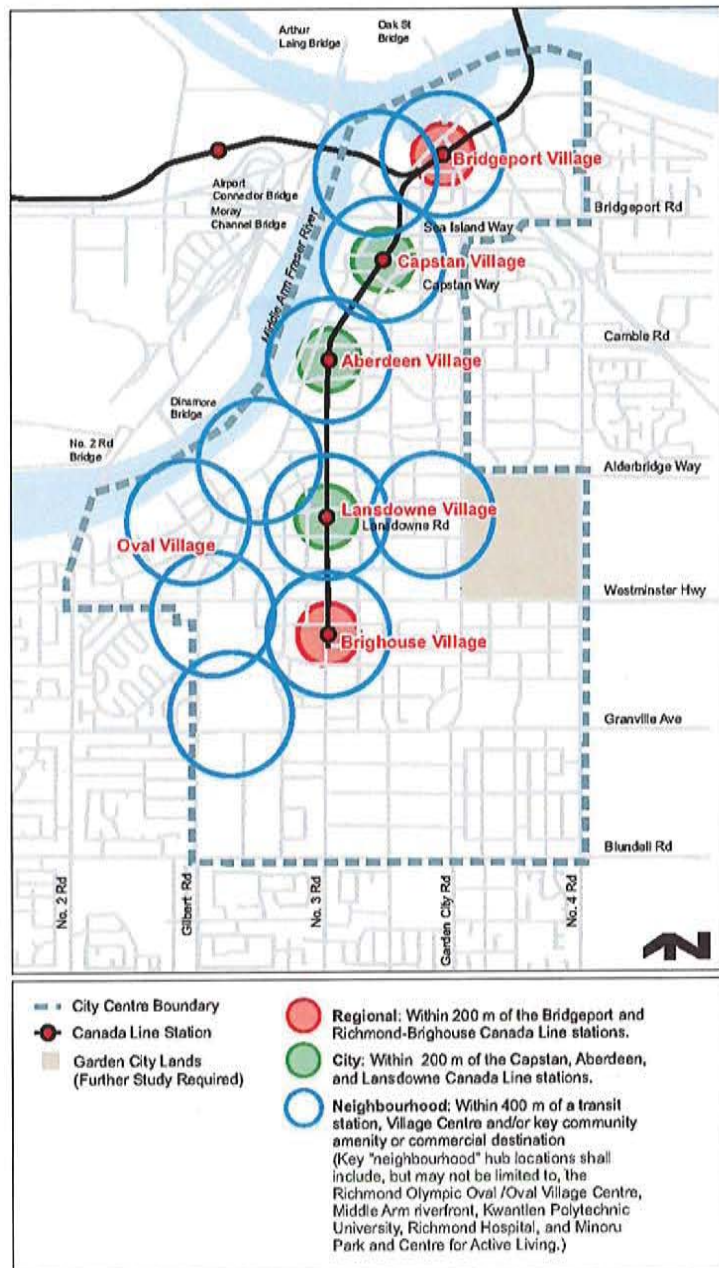 Arthur
Laing Bridge
Oak St
Bridge
Bridgeport Village
Airport
Connector Bridge
Moray
Channel Bridge
Bridgeport Rd
Sea Island Way
Middle Arm Fraser River
Capstan Village
Capstan Way
Cambie Rd
Aberdeen Village
Dinsmore
Bridge
No. 2 Rd
Bridge
Alderbridge Way
Lansdowne Village
Lansdowne Rd
Oval Village
Westminster Hwy
Brighouse Village
Granville Ave
Blundell Rd
No. 2 Rd
Gilbert Rd
No. 3 Rd
Garden City Rd
No. 4 Rd
N
City Centre Boundary
Canada Line Station
Garden City Lands
(Further Study Required)
Regional: Within 200 m of the Bridgeport and
Richmond-Brighouse Canada Line stations.
City: Within 200 m of the Capstan, Aberdeen,
and Lansdowne Canada Line stations.
Neighbourhood: Within 400 m of a transit
station, Village Centre and/or key community
amenity or commercial destination
(Key "neighbourhood" hub locations shall
include, but may not be limited to, the
Richmond Olympic Oval /Oval Village Centre,
Middle Arm riverfront, Kwantlen Polytechnic
University, Richmond Hospital, and Minoru
Park and Centre for Active Living.)